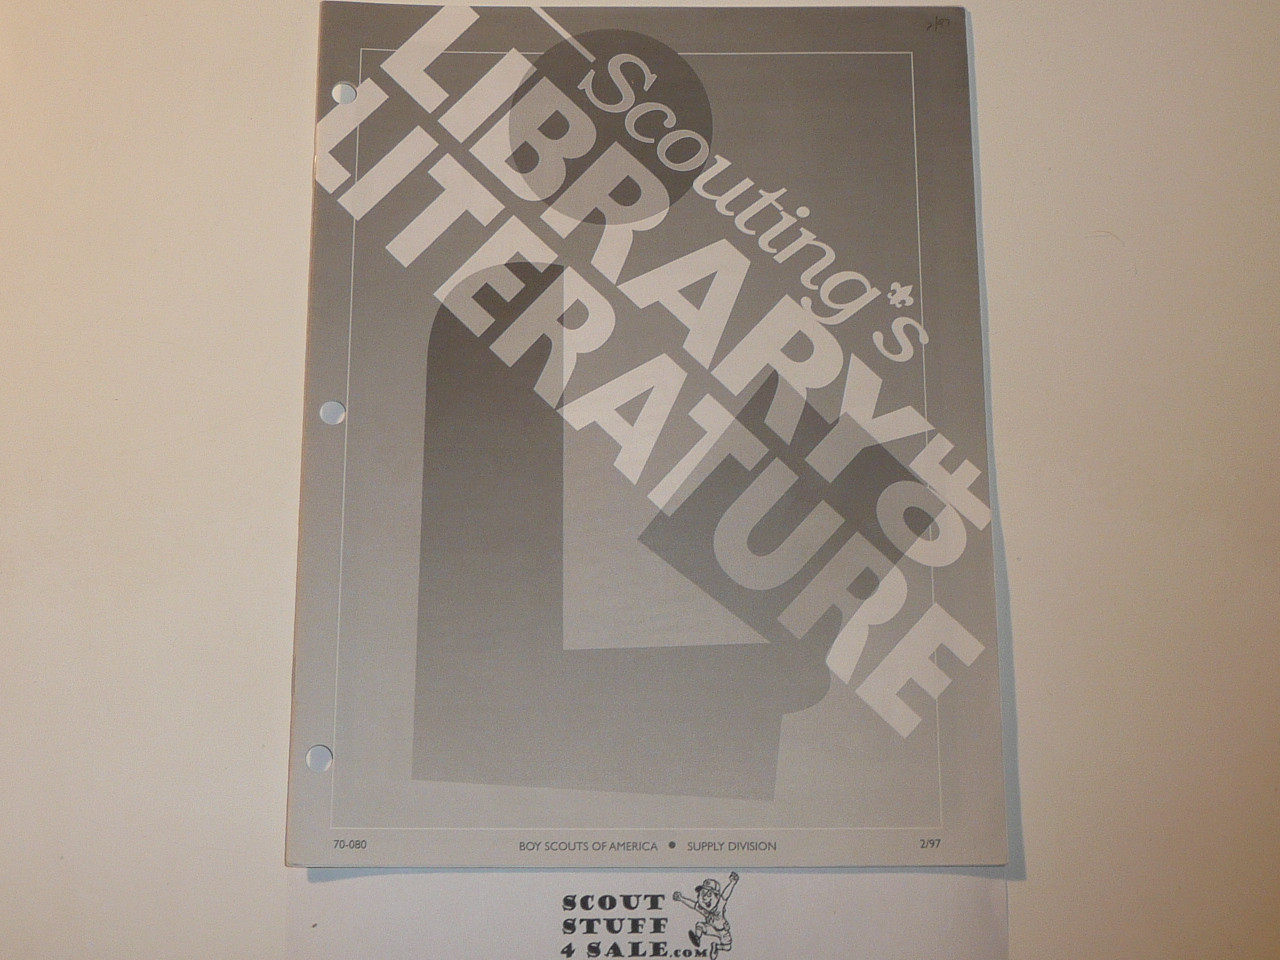 2/97
Scouting's
LIBRARY OF
LITERATURE
70-080 BOY SCOUTS OF AMERICA • SUPPLY DIVISION 2/97
SCOUT
STUFF
4 SALE.COM